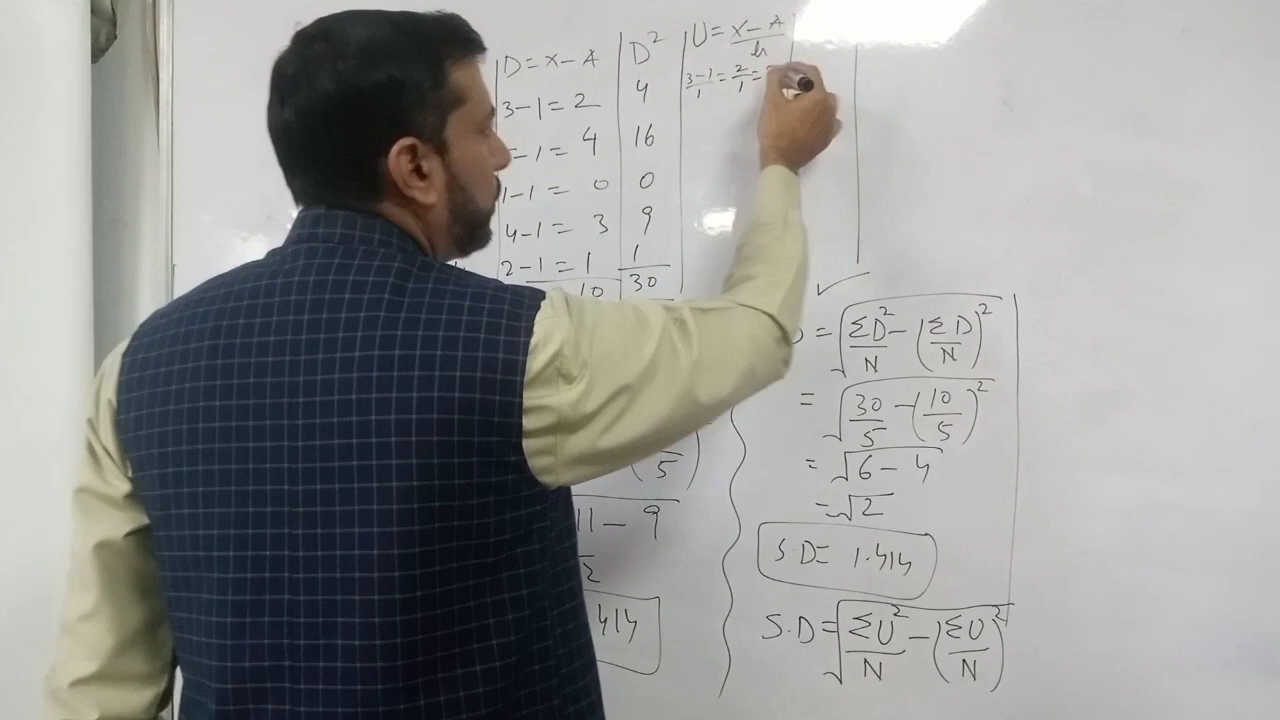 D = x - A
3 - 1 = 2
- 1 = 4
1 - 1 = 0
4 - 1 = 3
2 - 1 = 1
10
D²
4
16
0
9
1
30
U = (x - A)/h
(3 - 1)/1 = 2/1 =
5
11 - 9
2
414
= √(ΣD²/N - (ΣD/N)²)
= √(30/5 - (10/5)²)
= √(6 - 4)
= √2
S.D = 1.414
S.D = √(ΣU²/N - (ΣU/N)²)